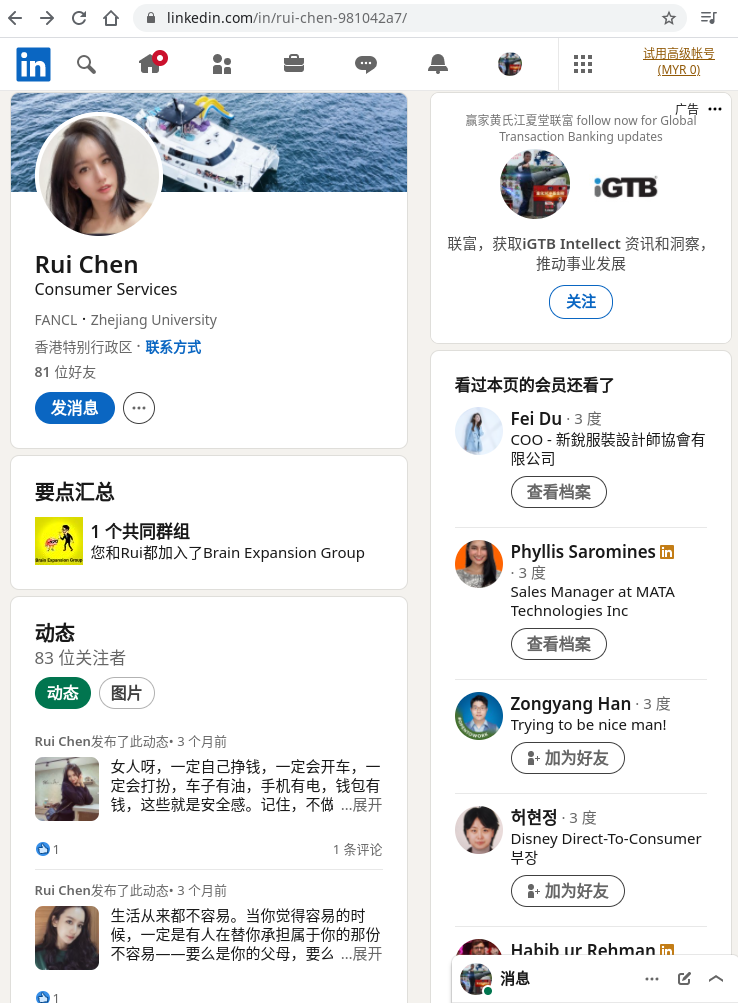 linkedin.com/in/rui-chen-981042a7/
in
试用高级帐号
(MYR 0)
Rui Chen
Consumer Services
FANCL · Zhejiang University
香港特别行政区 · 联系方式
81 位好友
发消息
要点汇总
Brain Expansion Group
1 个共同群组
您和Rui都加入了Brain Expansion Group
动态
83 位关注者
动态 图片
Rui Chen发布了此动态• 3 个月前
女人呀，一定自己挣钱，一定会开车，一
定会打扮，车子有油，手机有电，钱包有
钱，这些就是安全感。记住，不做 ...展开
1 1 条评论
Rui Chen发布了此动态• 3 个月前
生活从来都不容易。当你觉得容易的时
候，一定是有人在替你承担属于你的那份
不容易——要么是你的父母，要么 ...展开
1
广告
赢家黄氏江夏堂联富 follow now for Global
Transaction Banking updates
iGTB
联富，获取iGTB Intellect 资讯和洞察，
推动事业发展
关注
看过本页的会员还看了
Fei Du · 3 度
COO - 新銳服裝設計師協會有
限公司
查看档案
Phyllis Saromines in
· 3 度
Sales Manager at MATA
Technologies Inc
查看档案
#OPENTOWORK
Zongyang Han · 3 度
Trying to be nice man!
加为好友
허현정 · 3 度
Disney Direct-To-Consumer
부장
加为好友
Habib ur Rehman in
消息